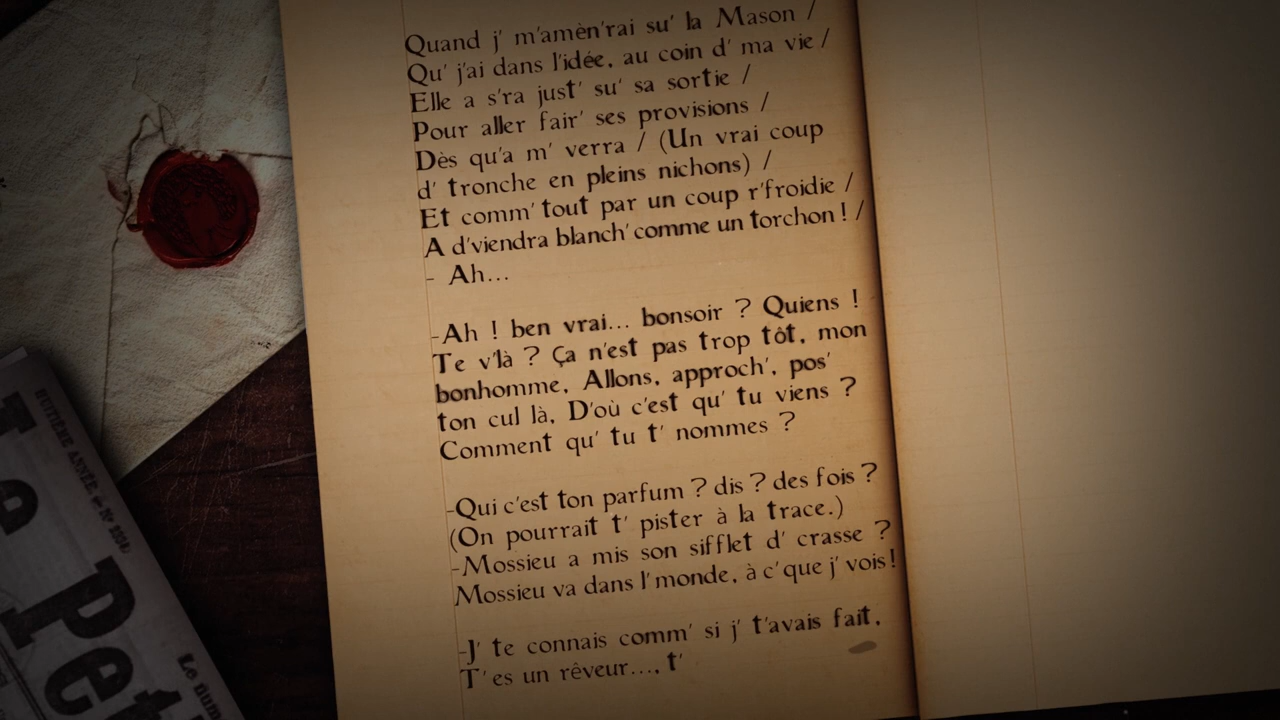 Quand j' m'amèn'rai su' la Mason /
Qu' j'ai dans l'idée, au coin d' ma vie /
Elle a s'ra just' su' sa sortie /
Pour aller fair' ses provisions /
Dès qu'a m' verra / (Un vrai coup
d' tronche en pleins nichons) /
Et comm' tout par un coup r'froidie /
A d'viendra blanch' comme un torchon ! /
- Ah...
-Ah ! ben vrai... bonsoir ? Quiens !
Te v'là ? Ça n'est pas trop tôt, mon
bonhomme, Allons, approch', pos'
ton cul là, D'où c'est qu' tu viens ?
Comment qu' tu t' nommes ?
-Qui c'est ton parfum ? dis ? des fois ?
(On pourrait t' pister à la trace.)
-Mossieu a mis son sifflet d' crasse ?
Mossieu va dans l' monde, à c' que j' vois !
-J' te connais comm' si j' t'avais fait,
T' es un rêveur..., t'
HUITIÈME ANNÉE
Le Pet
Le Num